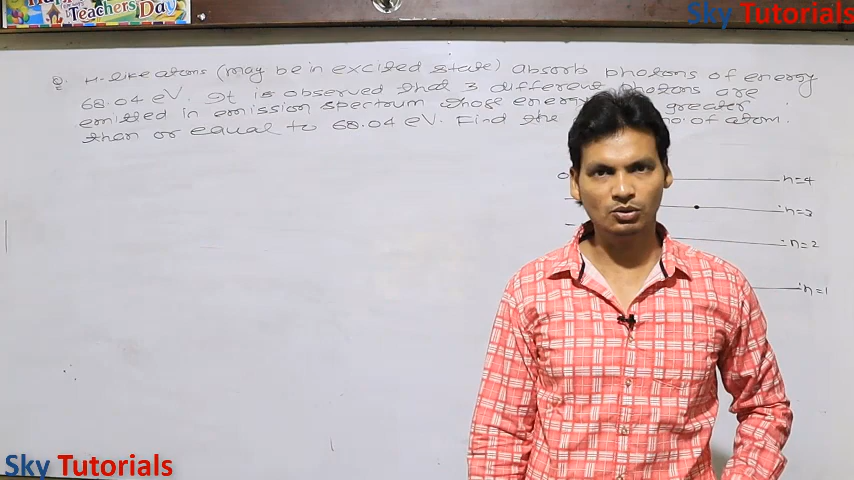 Teachers Day
Sky Tutorials
Q. H-like atoms (may be in excited state) absorb photons of energy
68.04 eV. It is observed that 3 different photons are
emitted in emission spectrum whose energy greater
than or equal to 68.04 eV. Find the no. of atom.
n=4
n=3
n=2
n=1
Sky Tutorials